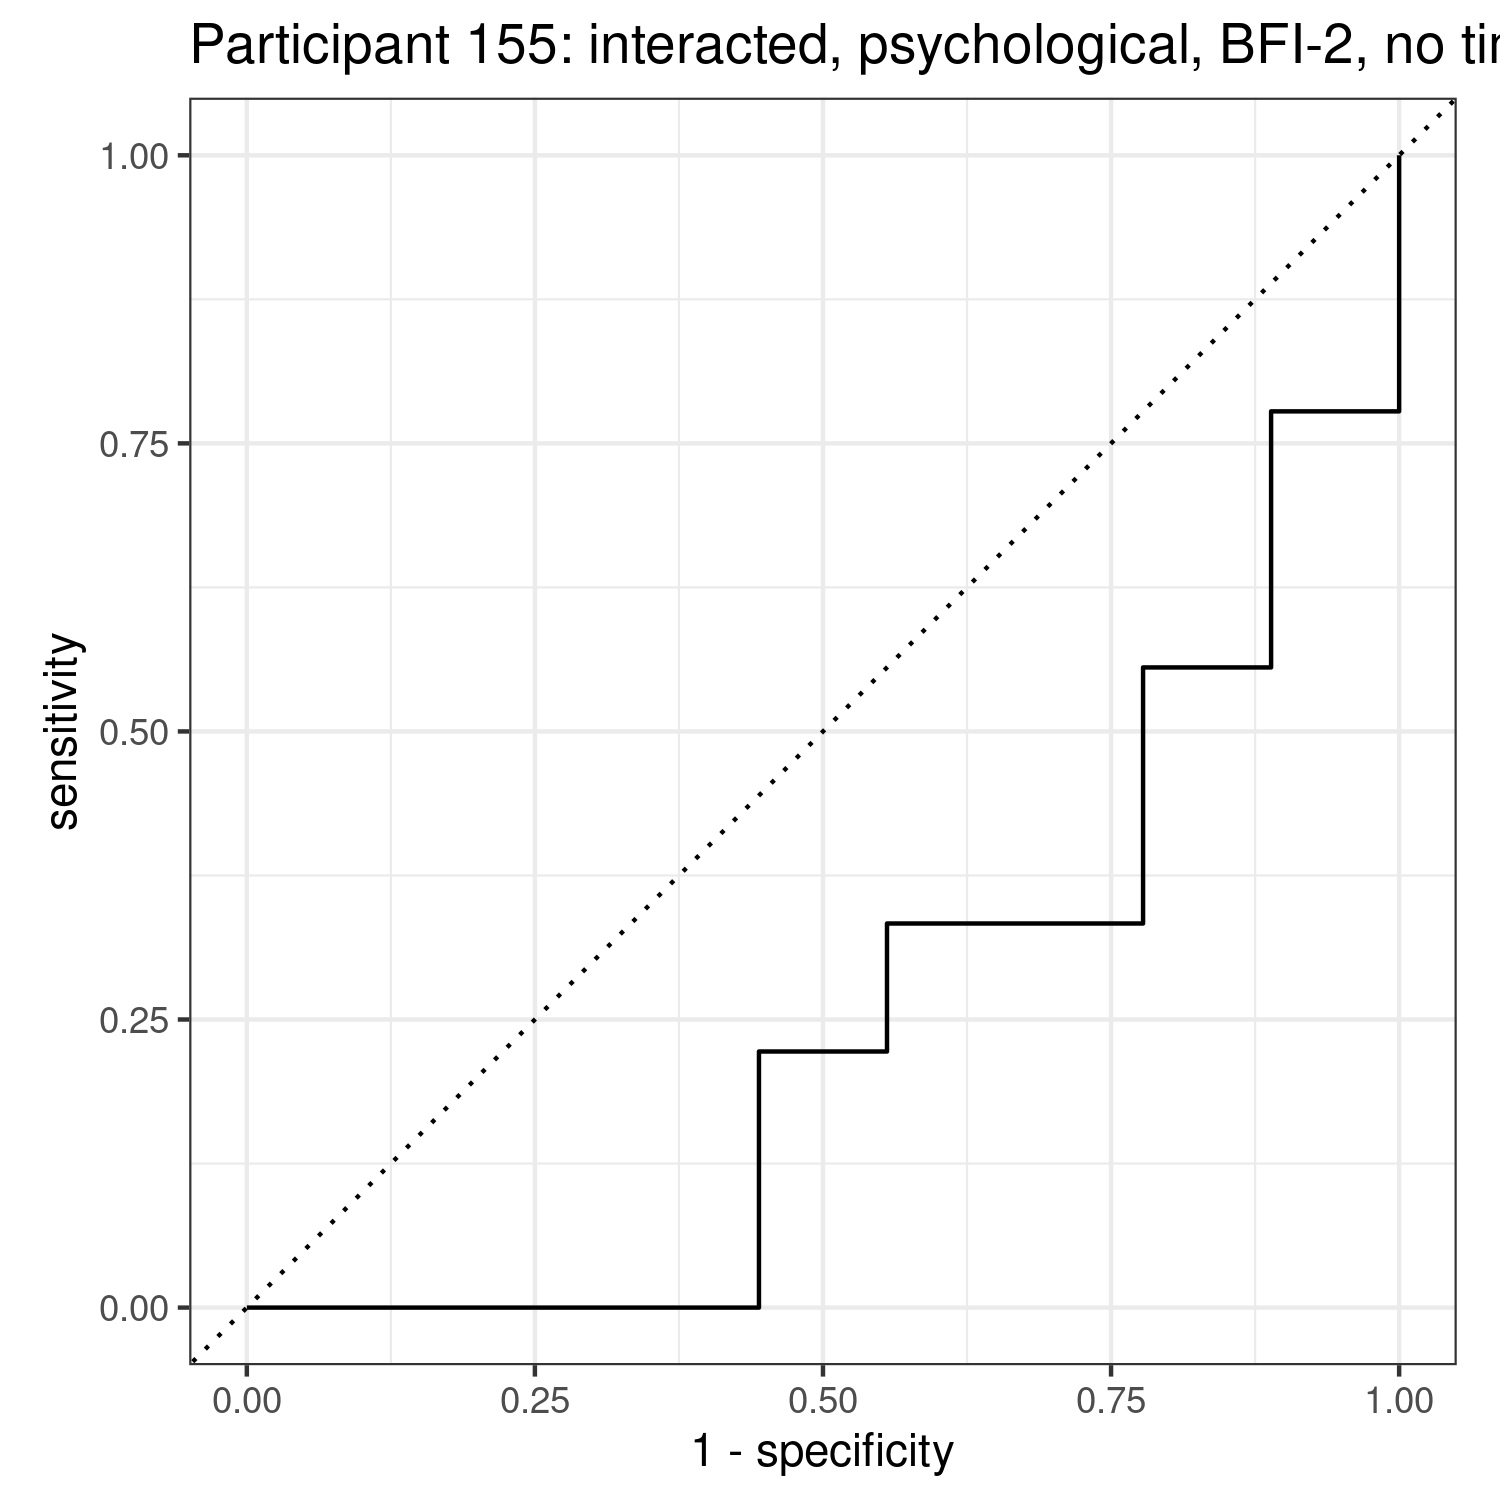 Participant 155: interacted, psychological, BFI-2, no
1.00
0.75
0.50
0.25
0.00
sensitivity
0.00 0.25 0.50 0.75 1.00
1 - specificity